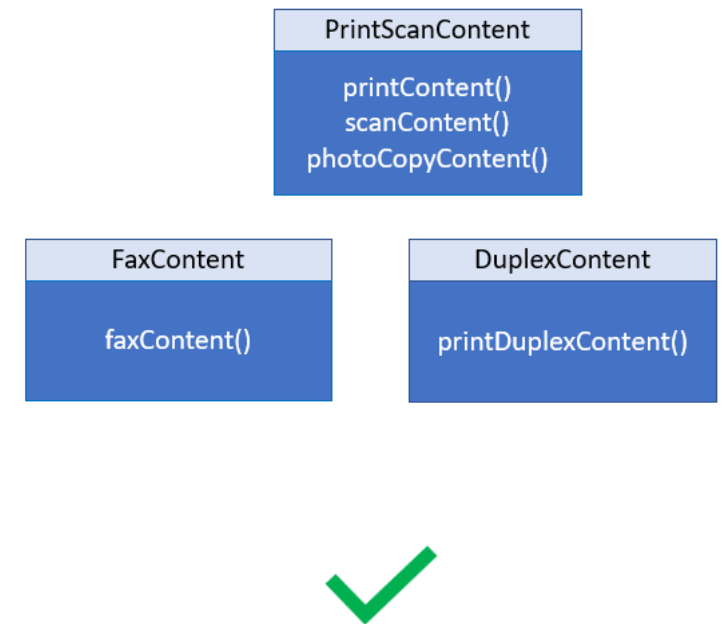 PrintScanContent
printContent()
scanContent()
photoCopyContent()
FaxContent
faxContent()
DuplexContent
printDuplexContent()